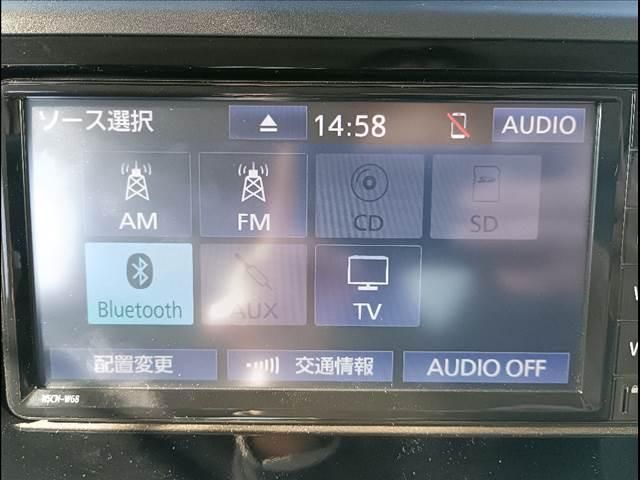 ソース選択 14:58 AUDIO
AM FM CD SD
Bluetooth AUX TV
配置変更 交通情報 AUDIO OFF
NSCN-W68